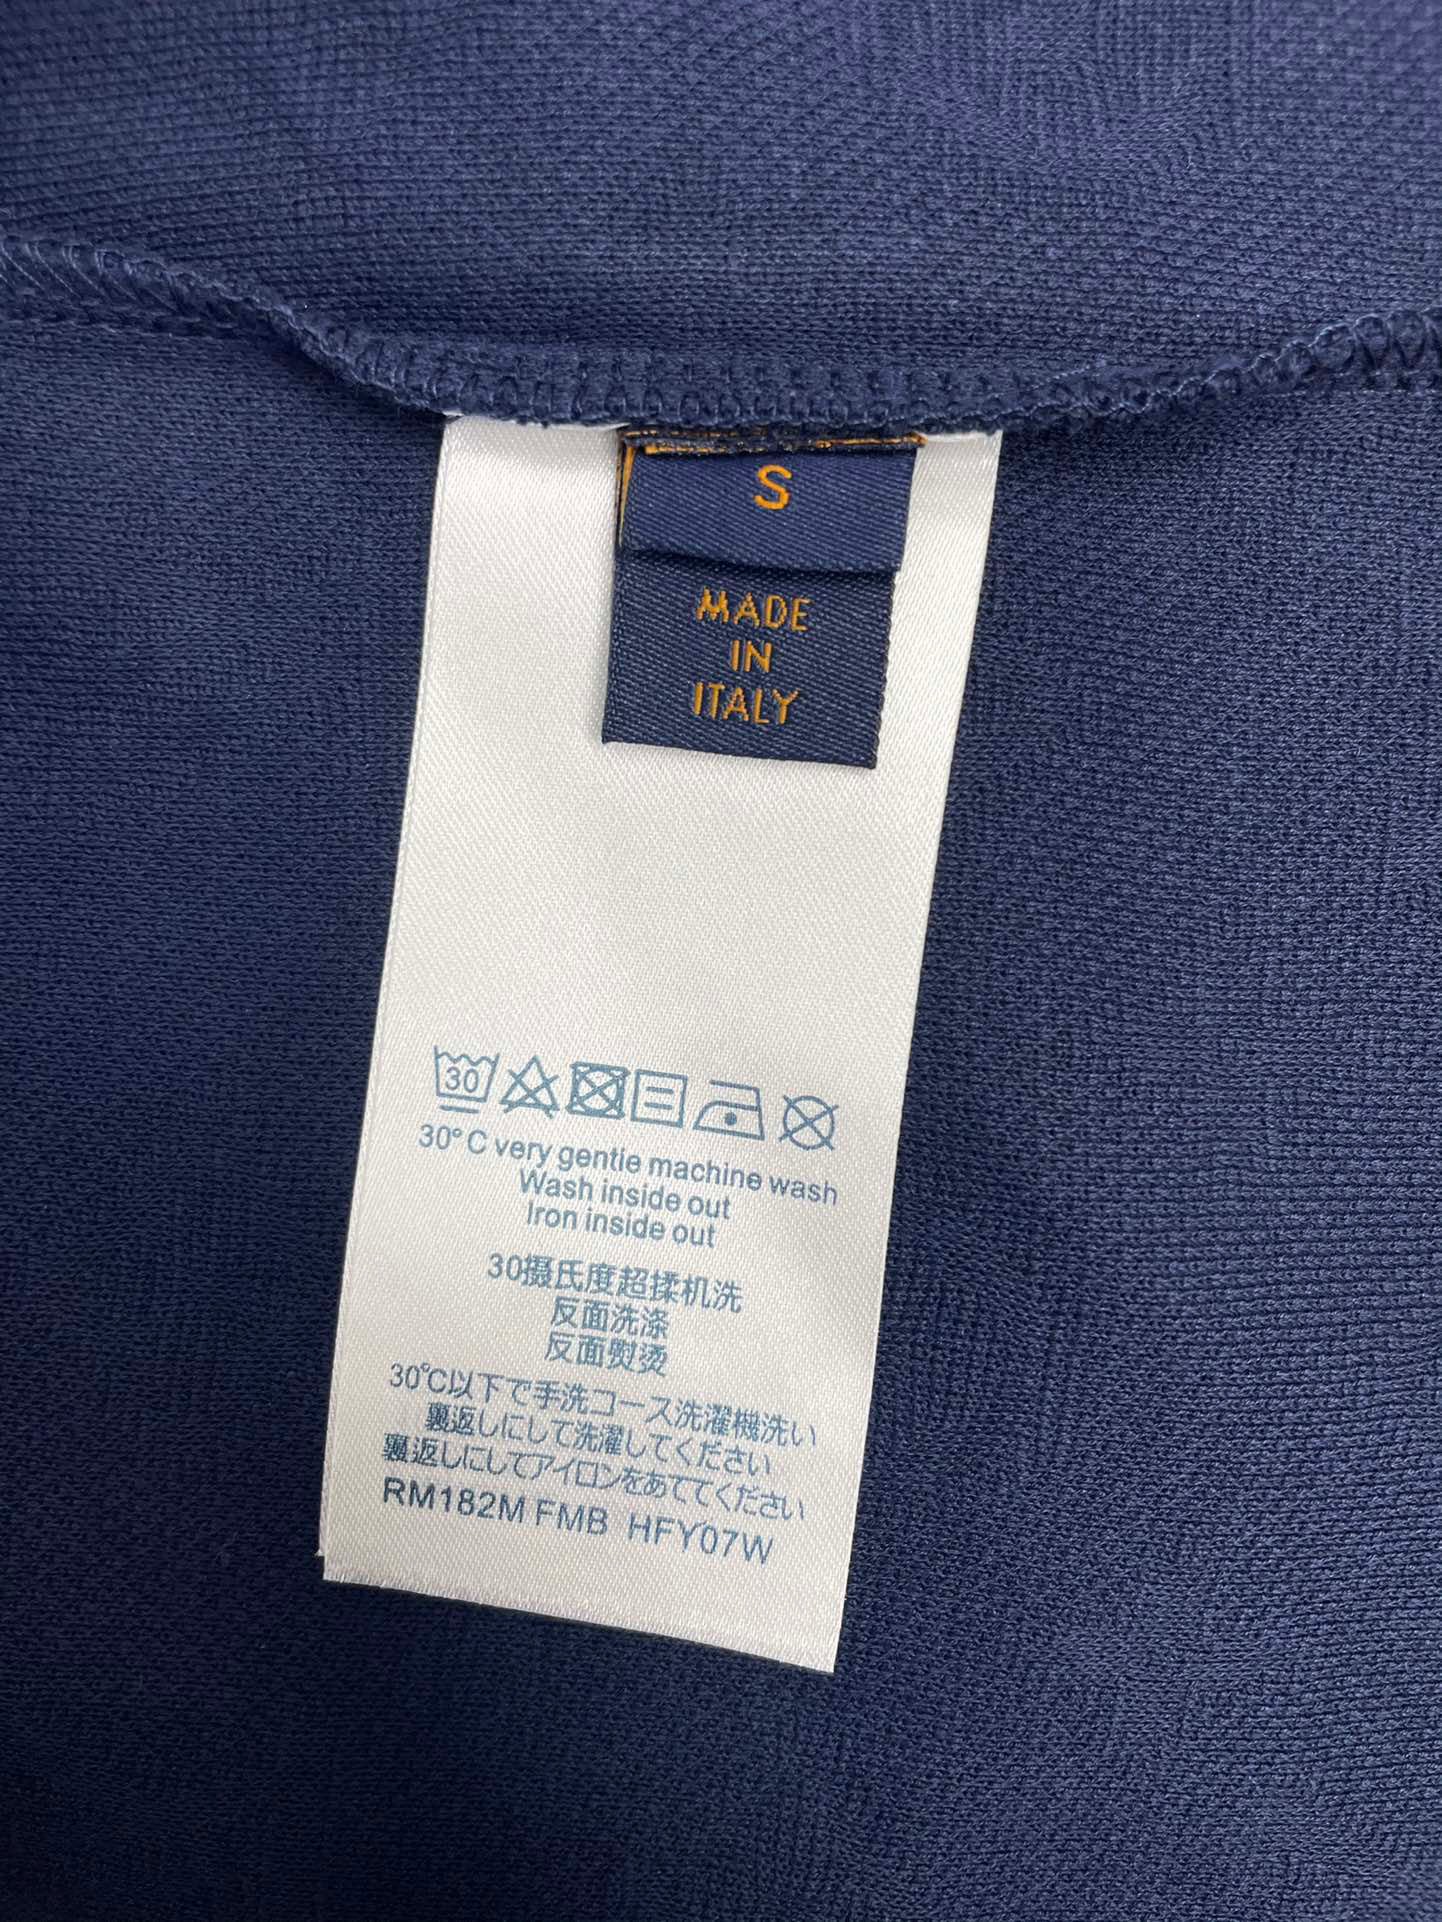 S
MADE
IN
ITALY
30
30°C very gentle machine wash
Wash inside out
Iron inside out
30摄氏度超揉机洗
反面洗涤
反面熨烫
30℃以下で手洗コース洗濯機洗い
裏返しにして洗濯してください
裏返しにしてアイロンをあててください
RM182M FMB HFY07W